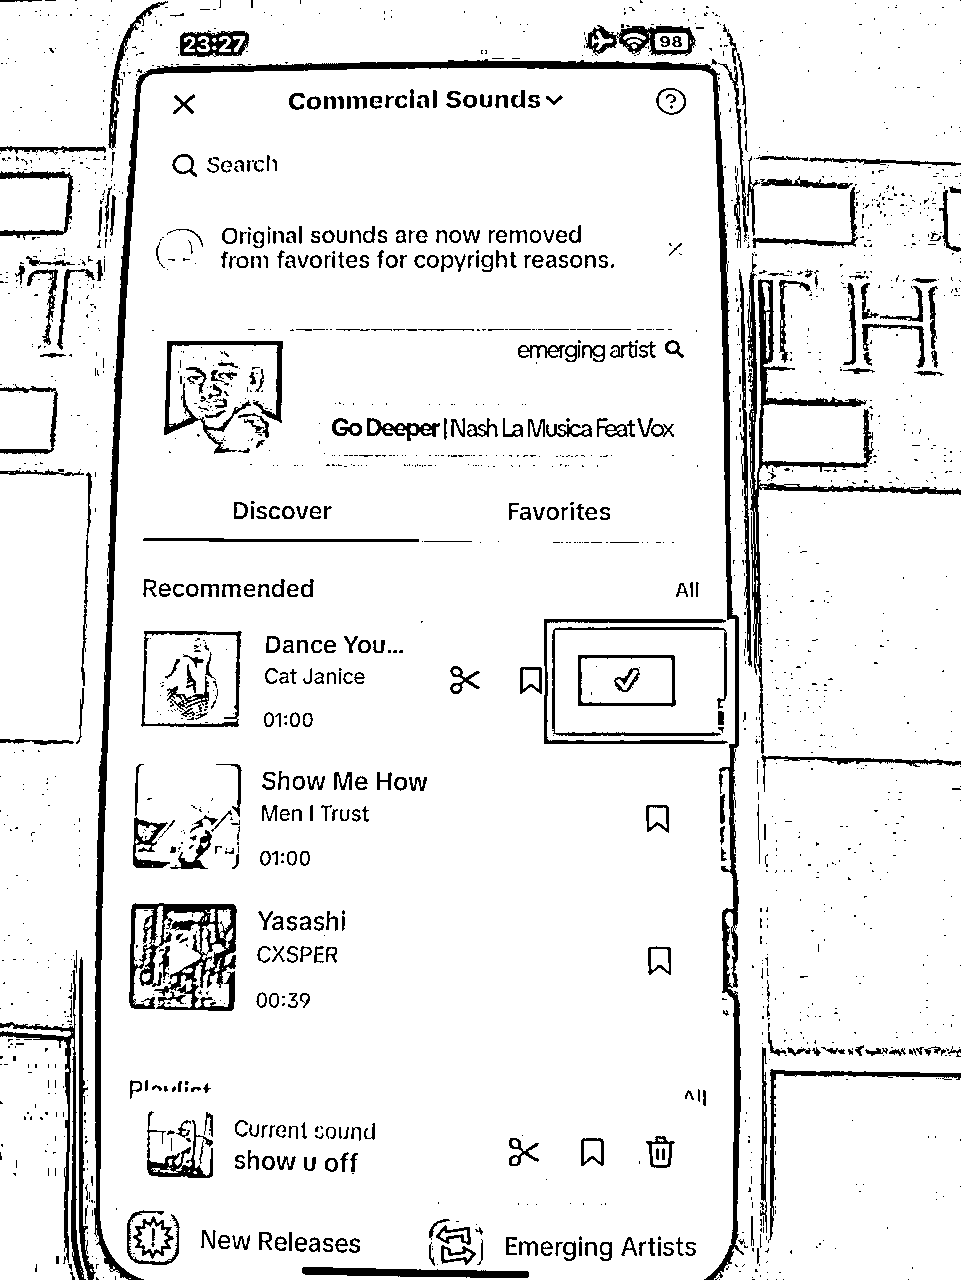 23:27
98
Commercial Sounds
Search
Original sounds are now removed
from favorites for copyright reasons.
T
TH
emerging artist
Go Deeper | Nash La Musica Feat Vox
Discover
Favorites
Recommended
All
Dance You...
Cat Janice
01:00
Show Me How
Men I Trust
01:00
Yasashi
CXSPER
00:39
Playlist
All
Current sound
show u off
New Releases
Emerging Artists